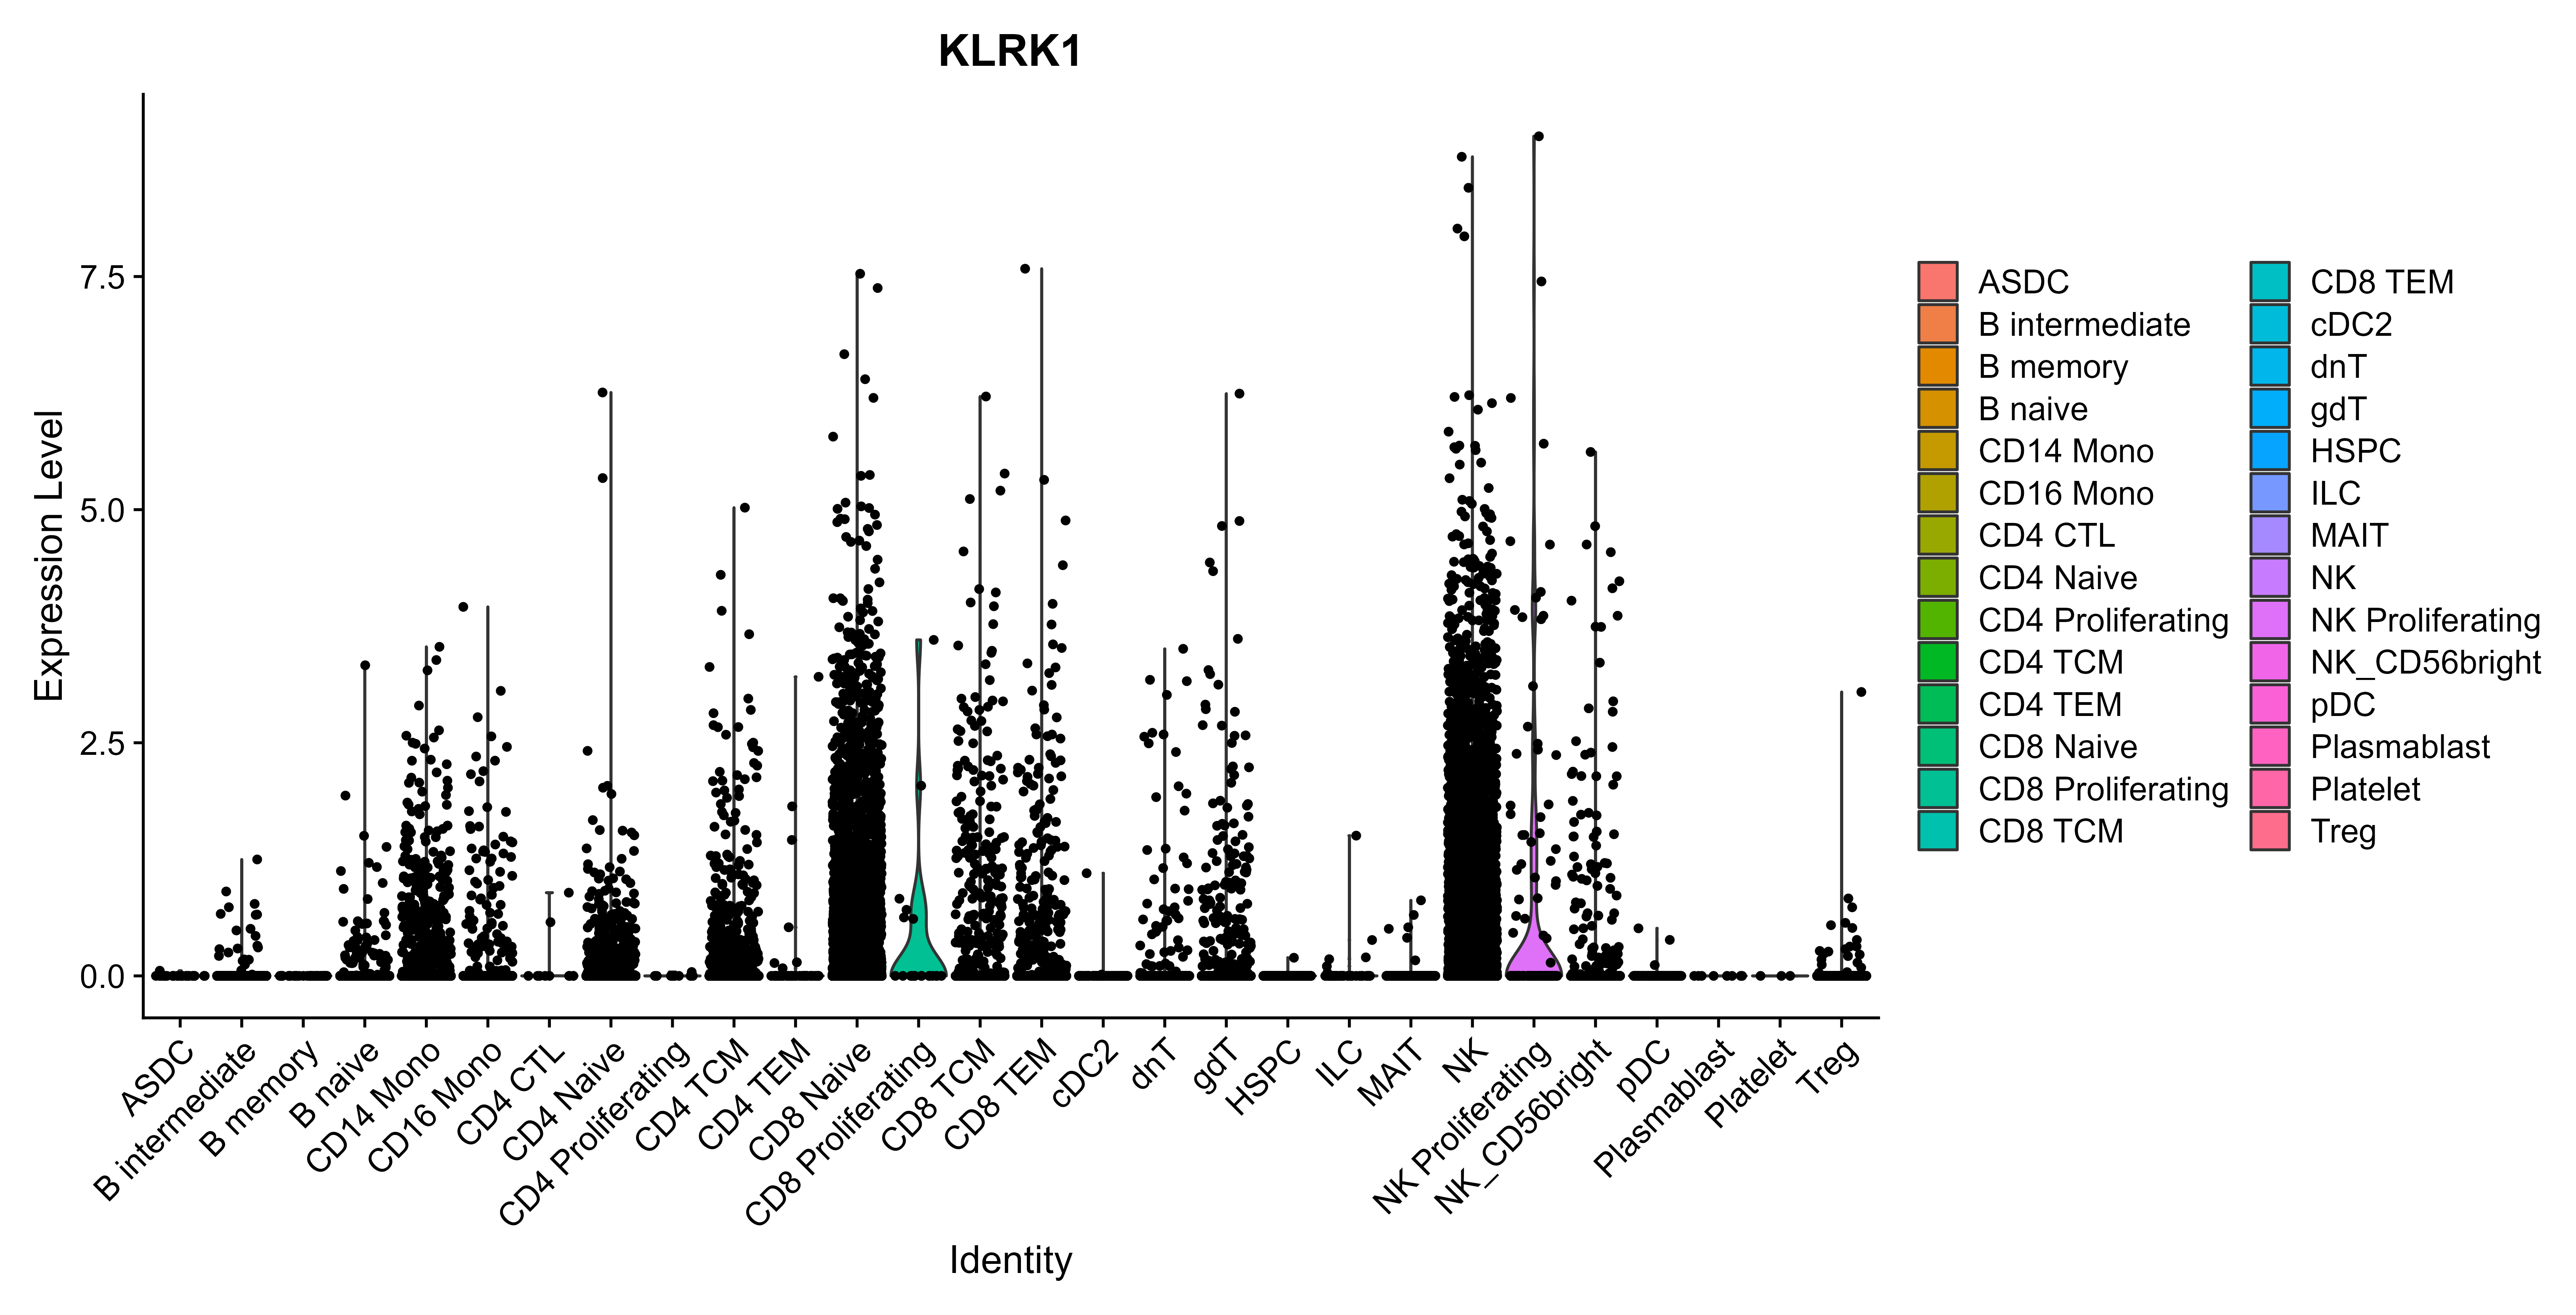 KLRK1
Expression Level
7.5
5.0
2.5
0.0
ASDC
B intermediate
B memory
B naive
CD14 Mono
CD16 Mono
CD4 CTL
CD4 Naive
CD4 Proliferating
CD4 TCM
CD4 TEM
CD8 Naive
CD8 Proliferating
CD8 TCM
CD8 TEM
cDC2
dnT
gdT
HSPC
ILC
MAIT
NK
NK Proliferating
NK_CD56bright
pDC
Plasmablast
Platelet
Treg
Identity
ASDC
B intermediate
B memory
B naive
CD14 Mono
CD16 Mono
CD4 CTL
CD4 Naive
CD4 Proliferating
CD4 TCM
CD4 TEM
CD8 Naive
CD8 Proliferating
CD8 TCM
CD8 TEM
cDC2
dnT
gdT
HSPC
ILC
MAIT
NK
NK Proliferating
NK_CD56bright
pDC
Plasmablast
Platelet
Treg